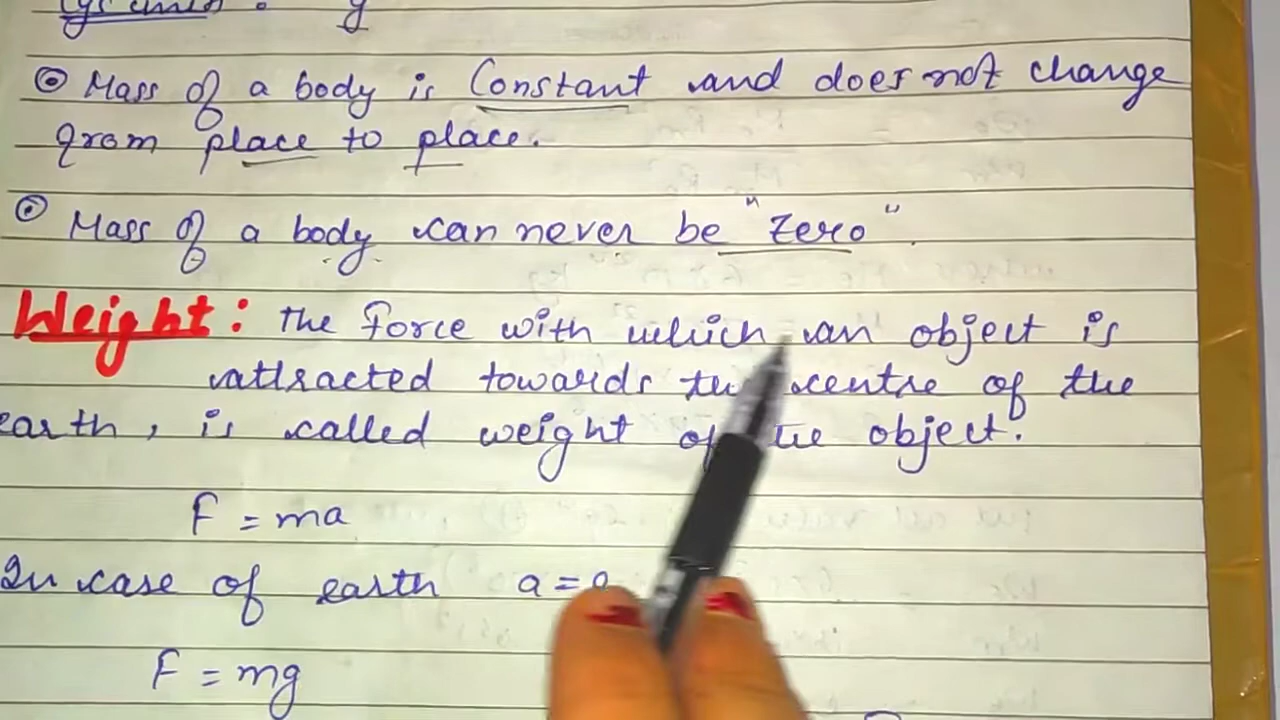 g
◎ Mass of a body is Constant and does not change
from place to place.
◎ Mass of a body can never be "Zero".
Weight: The force with which an object is
attracted towards the centre of the
earth, is called weight of the object.
F = ma
In case of earth a = g
F = mg